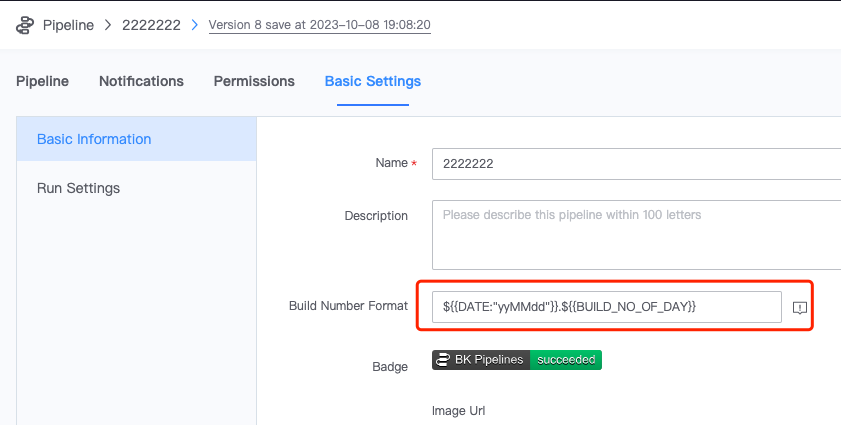 Pipeline > 2222222 > Version 8 save at 2023-10-08 19:08:20
Pipeline Notifications Permissions Basic Settings
Basic Information
Run Settings
Name * 2222222
Description Please describe this pipeline within 100 letters
Build Number Format ${{DATE:"yyMMdd"}}.${{BUILD_NO_OF_DAY}}
Badge BK Pipelines succeeded
Image Url